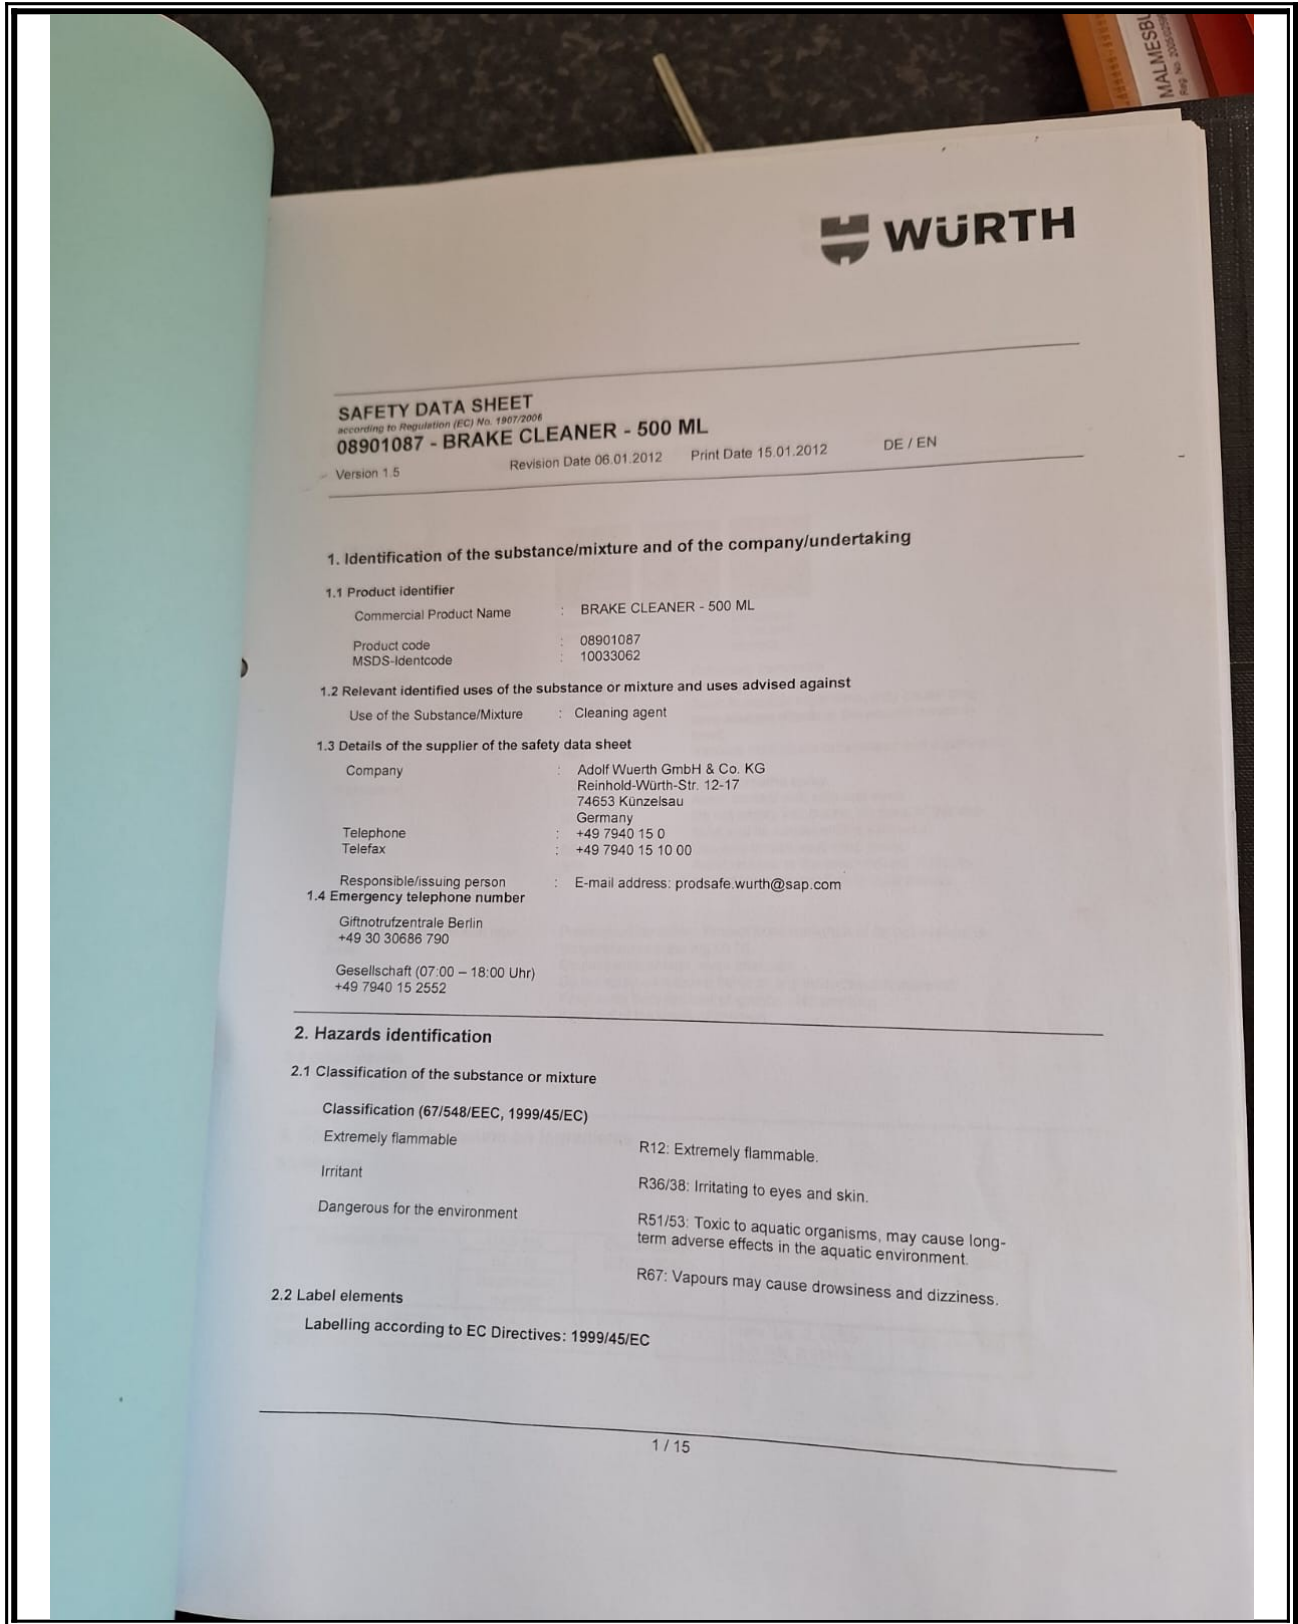 MALMESBU
Reg. No.
WÜRTH
SAFETY DATA SHEET
according to Regulation (EC) No. 1907/2006
08901087 - BRAKE CLEANER - 500 ML
Version 1.5 Revision Date 06.01.2012 Print Date 15.01.2012 DE / EN
1. Identification of the substance/mixture and of the company/undertaking
1.1 Product identifier
Commercial Product Name : BRAKE CLEANER - 500 ML
Product code : 08901087
MSDS-Identcode : 10033062
1.2 Relevant identified uses of the substance or mixture and uses advised against
Use of the Substance/Mixture : Cleaning agent
1.3 Details of the supplier of the safety data sheet
Company : Adolf Wuerth GmbH & Co. KG
Reinhold-Würth-Str. 12-17
74653 Künzelsau
Germany
Telephone : +49 7940 15 0
Telefax : +49 7940 15 10 00
Responsible/issuing person : E-mail address: prodsafe.wurth@sap.com
1.4 Emergency telephone number
Giftnotrufzentrale Berlin
+49 30 30686 790
Gesellschaft (07:00 – 18:00 Uhr)
+49 7940 15 2552
2. Hazards identification
2.1 Classification of the substance or mixture
Classification (67/548/EEC, 1999/45/EC)
Extremely flammable R12: Extremely flammable.
Irritant R36/38: Irritating to eyes and skin.
Dangerous for the environment R51/53: Toxic to aquatic organisms, may cause long-
term adverse effects in the aquatic environment.
R67: Vapours may cause drowsiness and dizziness.
2.2 Label elements
Labelling according to EC Directives: 1999/45/EC
1 / 15